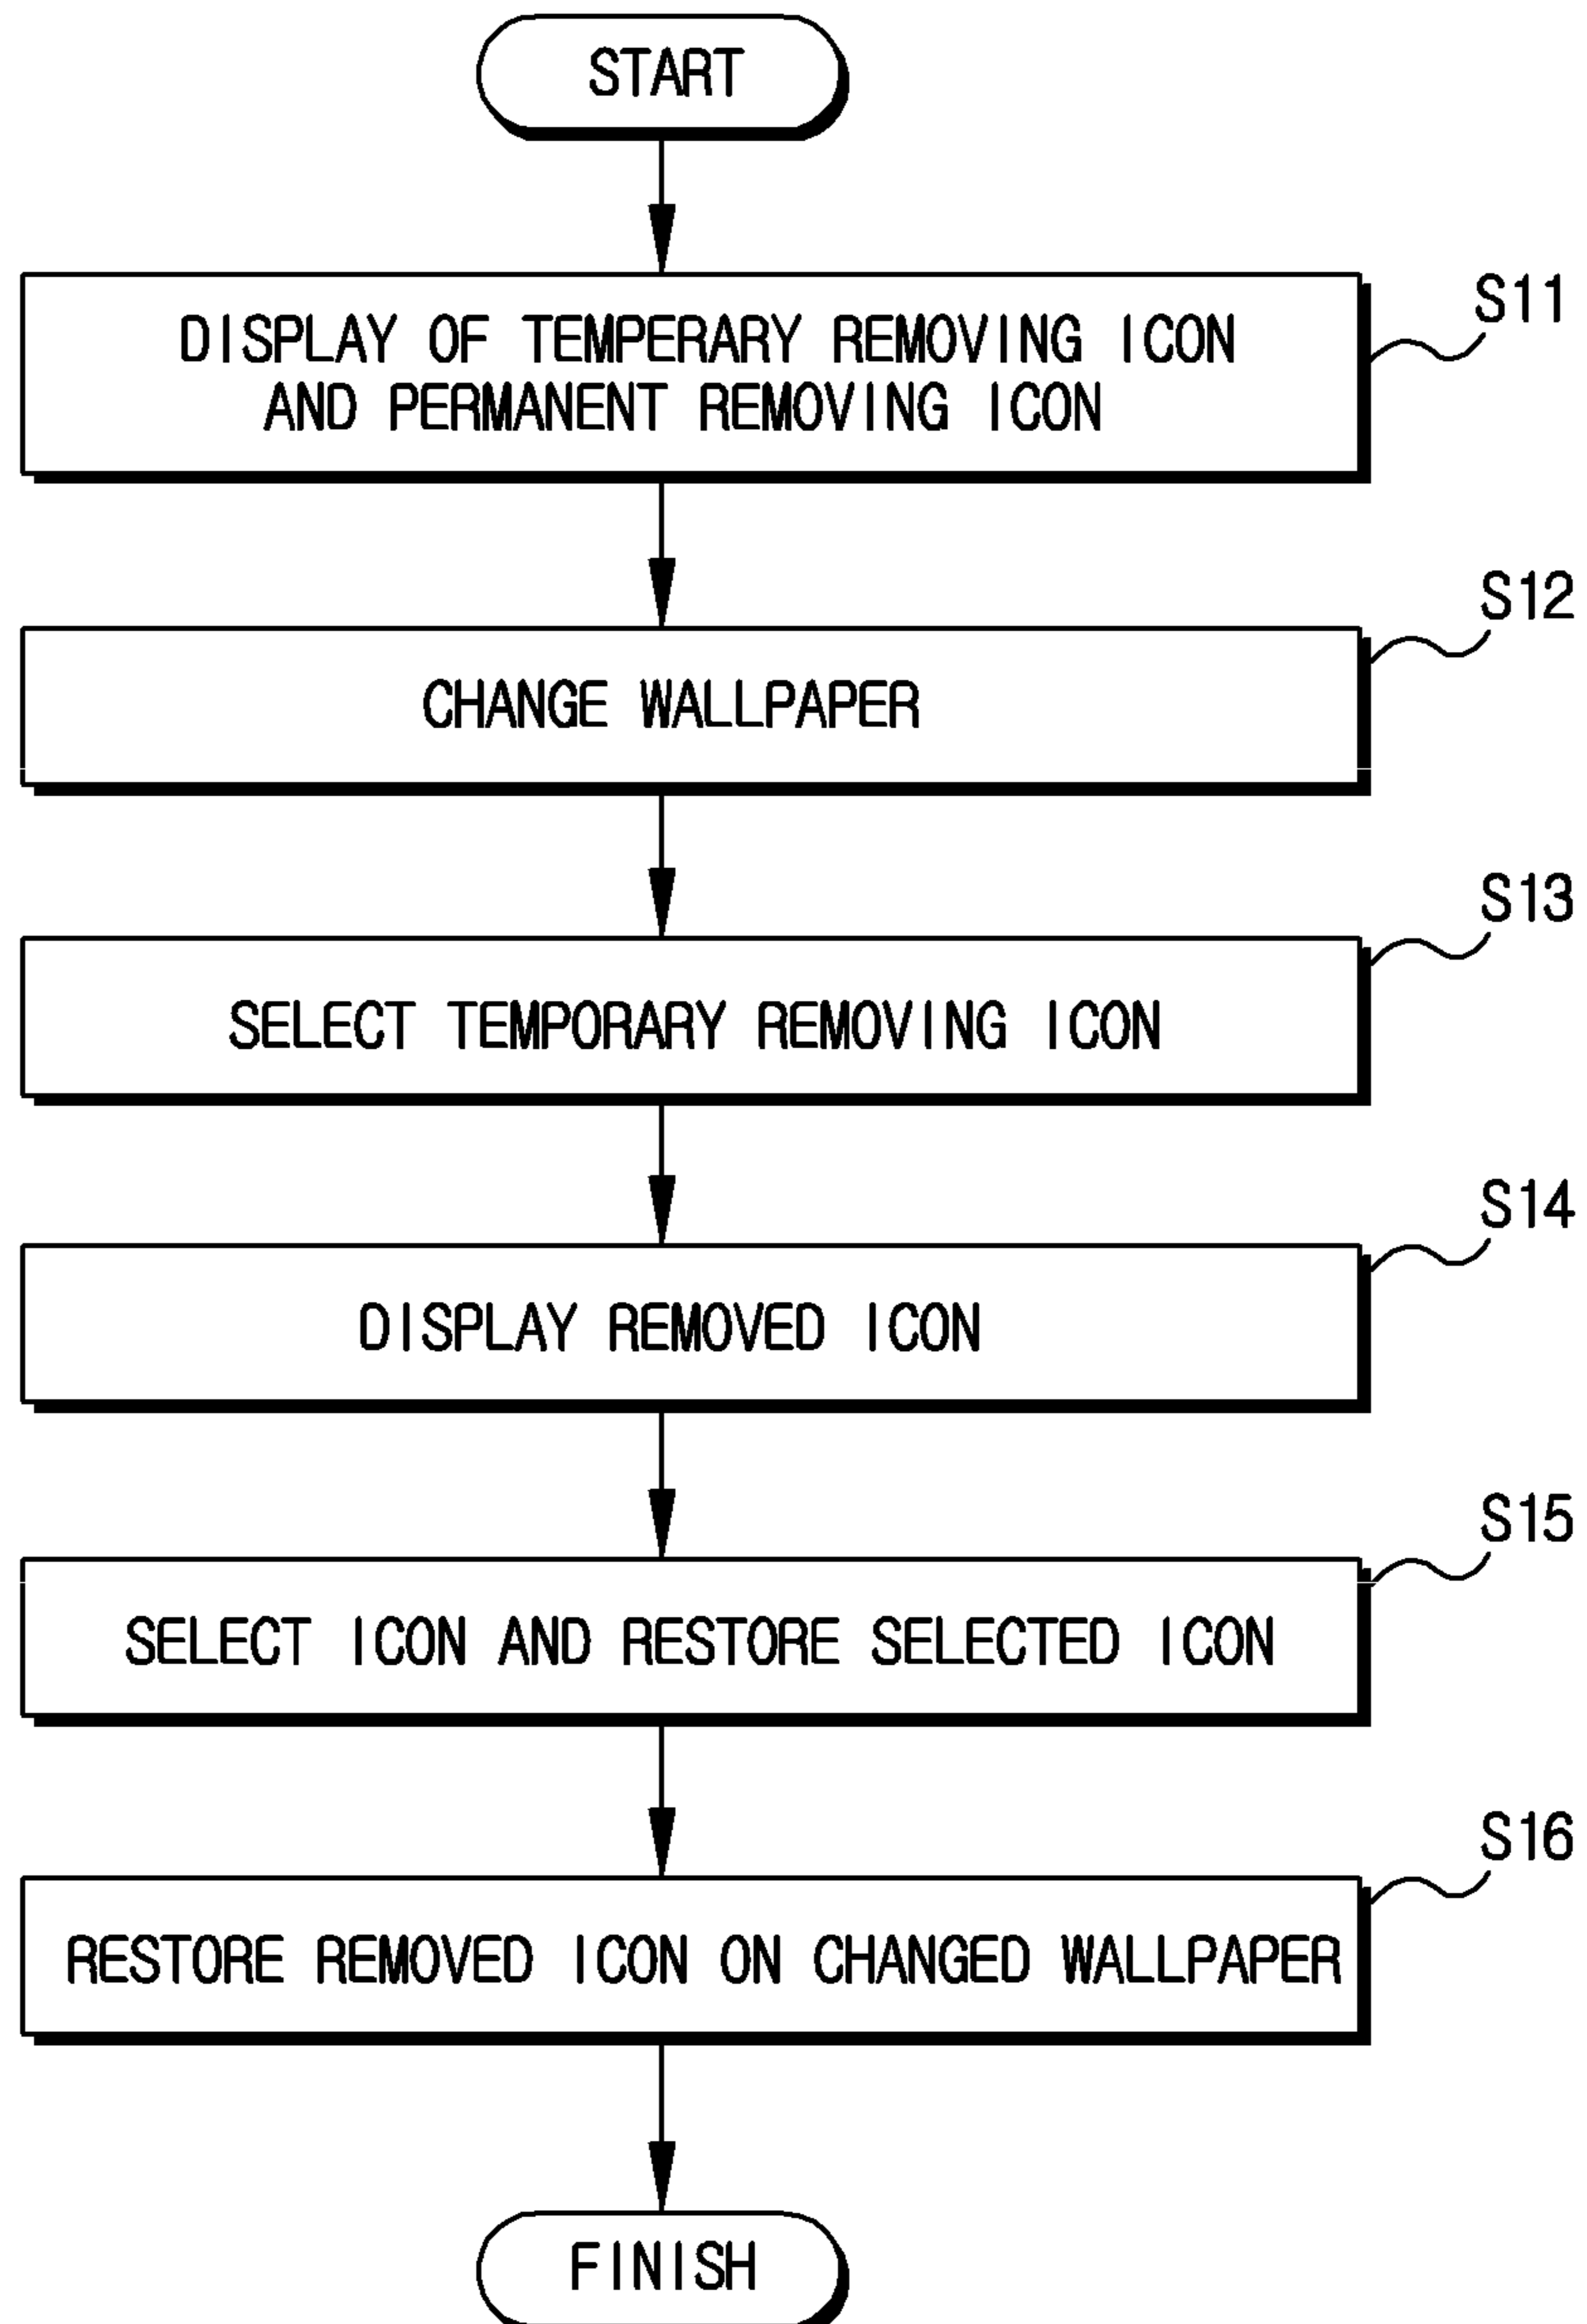 START
S11
DISPLAY OF TEMPERARY REMOVING ICON
AND PERMANENT REMOVING ICON
S12
CHANGE WALLPAPER
S13
SELECT TEMPORARY REMOVING ICON
S14
DISPLAY REMOVED ICON
S15
SELECT ICON AND RESTORE SELECTED ICON
S16
RESTORE REMOVED ICON ON CHANGED WALLPAPER
FINISH